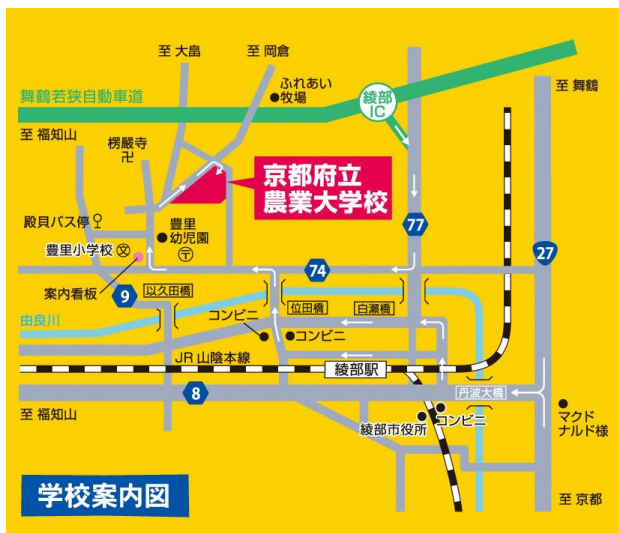 至 大畠
至 岡倉
ふれあい
牧場
舞鶴若狭自動車道
綾部
IC
至 舞鶴
至 福知山
楞嚴寺
京都府立
農業大学校
殿貝バス停
豊里
幼児園
豊里小学校
77
27
74
案内看板
9
以久田橋
位田橋
白瀬橋
由良川
コンビニ
コンビニ
JR 山陰本線
綾部駅
8
丹波大橋
至 福知山
綾部市役所
コンビニ
マクド
ナルド様
学校案内図
至 京都